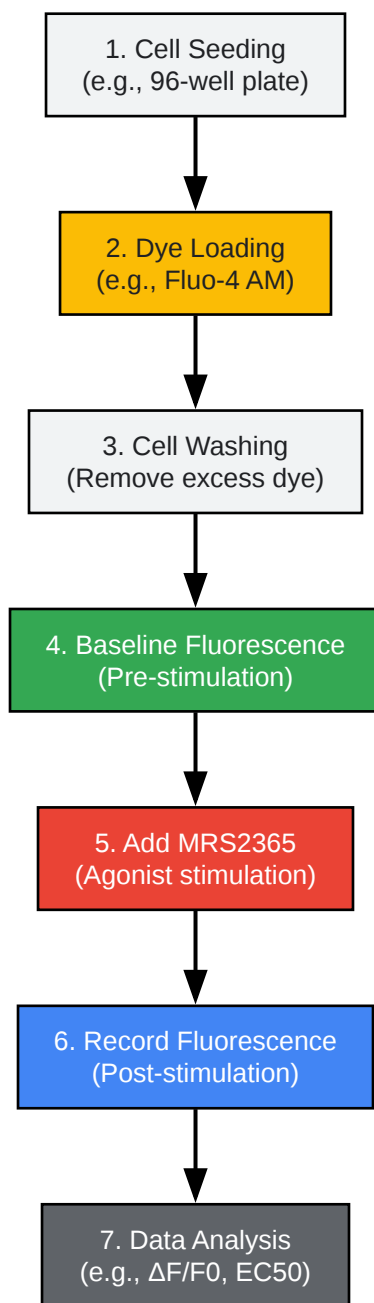 1. Cell Seeding
(e.g., 96-well plate)
2. Dye Loading
(e.g., Fluo-4 AM)
3. Cell Washing
(Remove excess dye)
4. Baseline Fluorescence
(Pre-stimulation)
5. Add MRS2365
(Agonist stimulation)
6. Record Fluorescence
(Post-stimulation)
7. Data Analysis
(e.g., ΔF/F0, EC50)